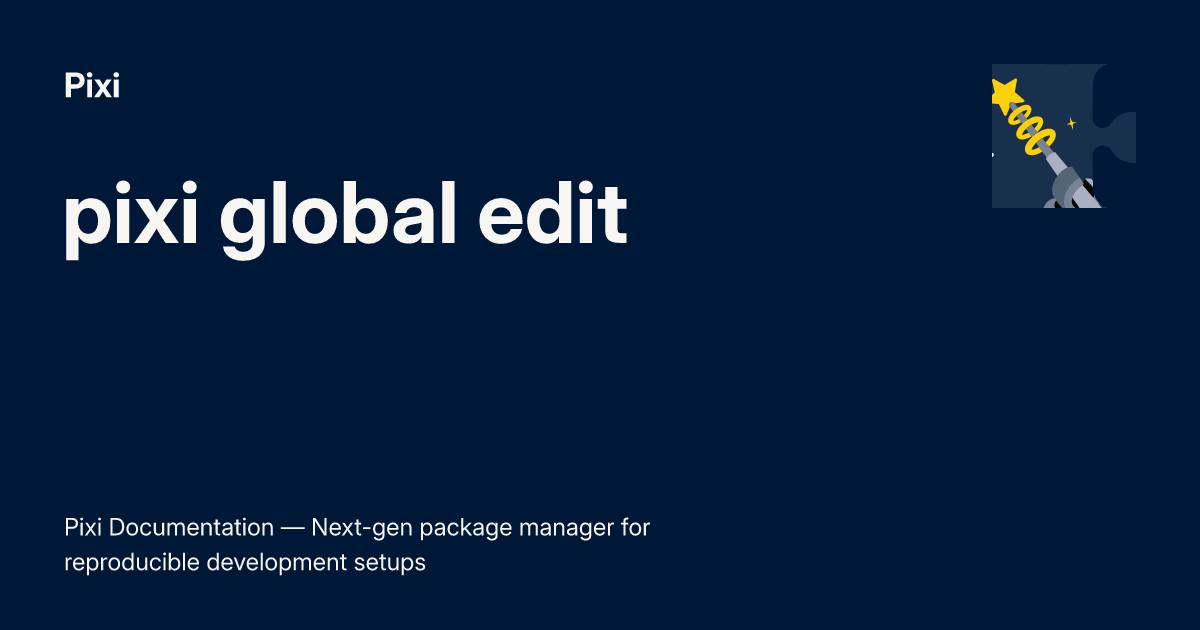 Pixi
pixi global edit
Pixi Documentation — Next-gen package manager for
reproducible development setups